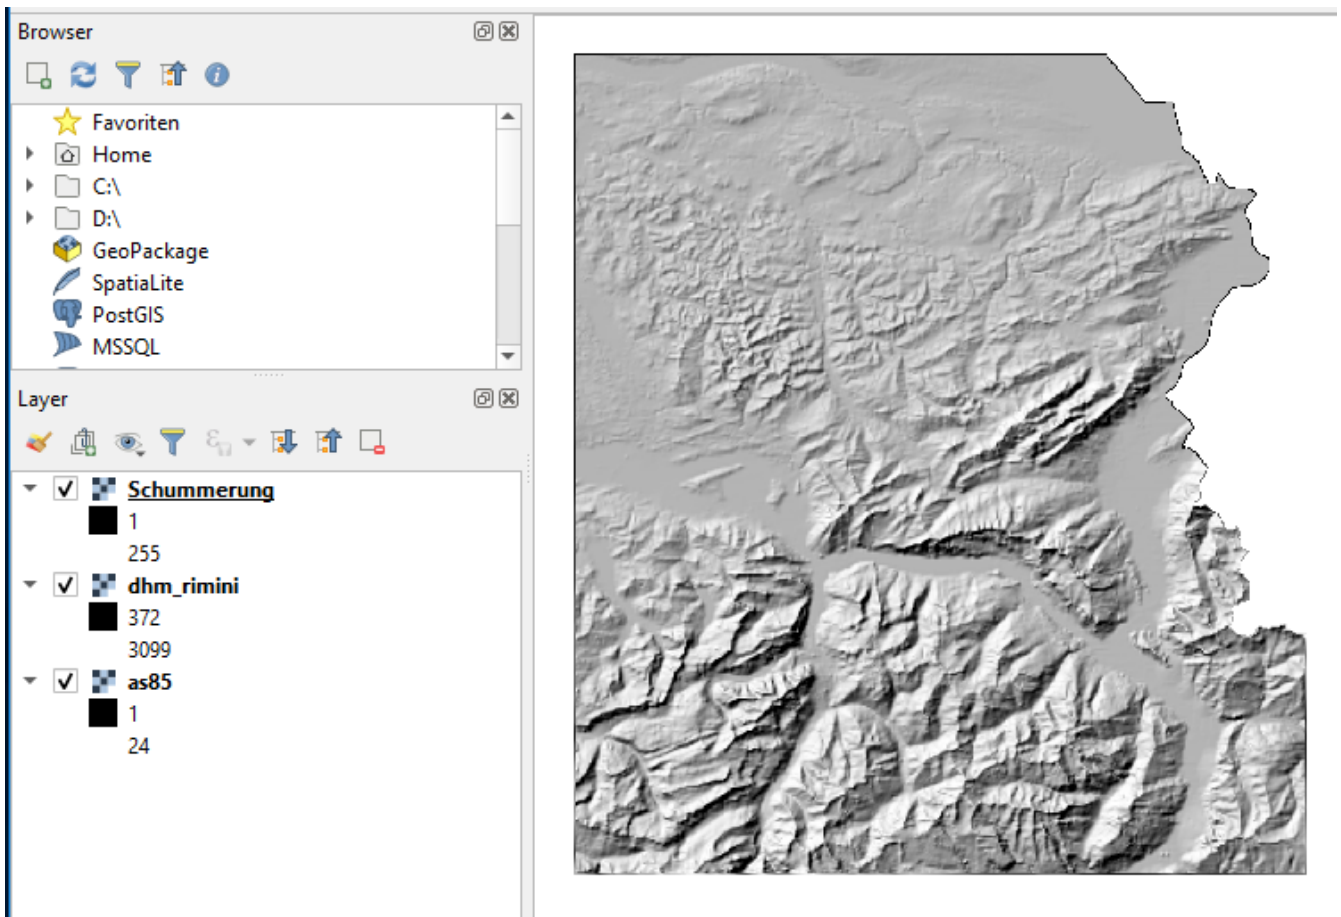 Browser
Favoriten
Home
C:\
D:\
GeoPackage
SpatiaLite
PostGIS
MSSQL
Layer
ε
Schummerung
1
255
dhm_rimini
372
3099
as85
1
24